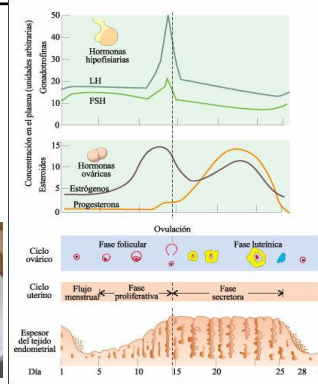 Concentración en el plasma (unidades arbitrarias)
Gonadotrofinas
50
40
30
20
10
0
Hormonas
hipofisiarias
LH
FSH
Esteroides
15
10
5
0
Hormonas
ováricas
Estrógenos
Progesterona
Ovulación
Ciclo
ovárico
Fase folicular
Fase luteínica
Ciclo
uterino
Flujo
menstrual
Fase
proliferativa
Fase
secretora
Espesor
del tejido
endometrial
Día 1 5 10 15 20 25 28